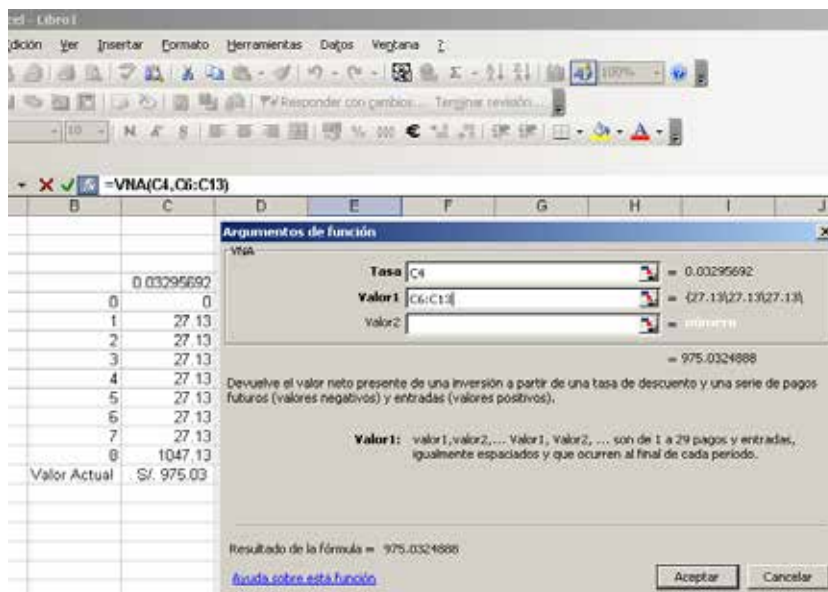 cel - Libro1
dición Ver Insertar Formato Herramientas Datos Ventana ?
100%
Responder con cambios... Terminar revisión...
10 N K S % 000 €
=VNA(C4,C6:C13)
B C D E F G H I J
Argumentos de función
VNA
Tasa C4 = 0.03295692
Valor1 C6:C13 = {27.13\27.13\27.13\
Valor2 = número
= 975.0324888
Devuelve el valor neto presente de una inversión a partir de una tasa de descuento y una serie de pagos
futuros (valores negativos) y entradas (valores positivos).
Valor1: valor1,valor2,... Valor1, Valor2, ... son de 1 a 29 pagos y entradas,
igualmente espaciados y que ocurren al final de cada periodo.
Resultado de la fórmula = 975.0324888
Ayuda sobre esta función
Aceptar Cancelar
0.03295692
0 0
1 27.13
2 27.13
3 27.13
4 27.13
5 27.13
6 27.13
7 27.13
8 1047.13
Valor Actual S/. 975.03